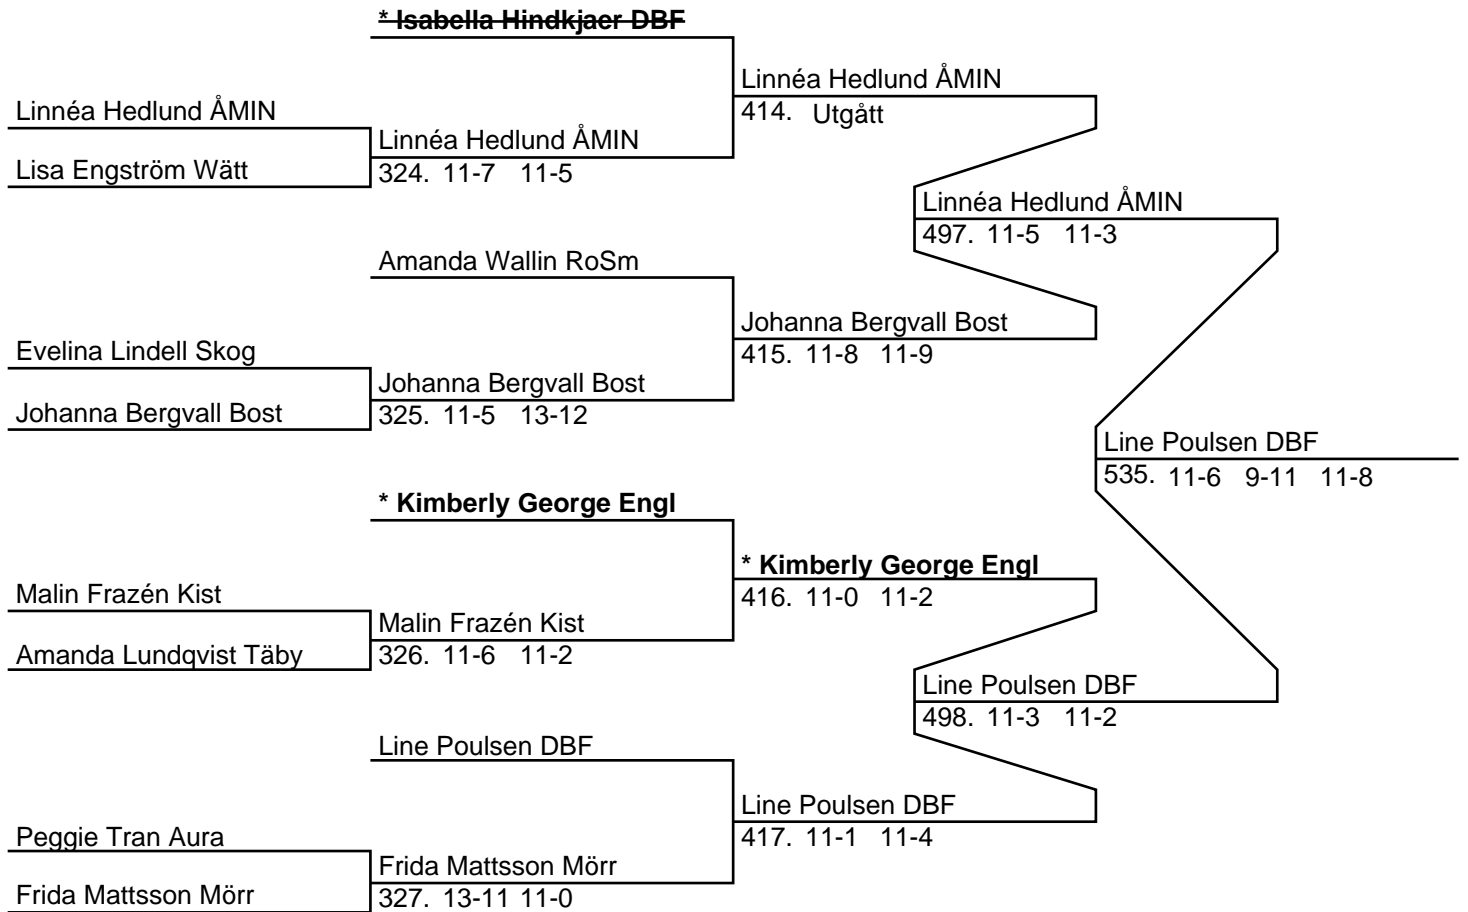 * Isabella Hindkjaer DBF
Linnéa Hedlund ÅMIN
414. Utgått
Linnéa Hedlund ÅMIN
Linnéa Hedlund ÅMIN
Lisa Engström Wätt
324. 11-7 11-5
Linnéa Hedlund ÅMIN
497. 11-5 11-3
Amanda Wallin RoSm
Johanna Bergvall Bost
415. 11-8 11-9
Evelina Lindell Skog
Johanna Bergvall Bost
Johanna Bergvall Bost
325. 11-5 13-12
Line Poulsen DBF
535. 11-6 9-11 11-8
* Kimberly George Engl
* Kimberly George Engl
416. 11-0 11-2
Malin Frazén Kist
Malin Frazén Kist
Amanda Lundqvist Täby
326. 11-6 11-2
Line Poulsen DBF
498. 11-3 11-2
Line Poulsen DBF
Line Poulsen DBF
417. 11-1 11-4
Peggie Tran Aura
Frida Mattsson Mörr
Frida Mattsson Mörr
327. 13-11 11-0